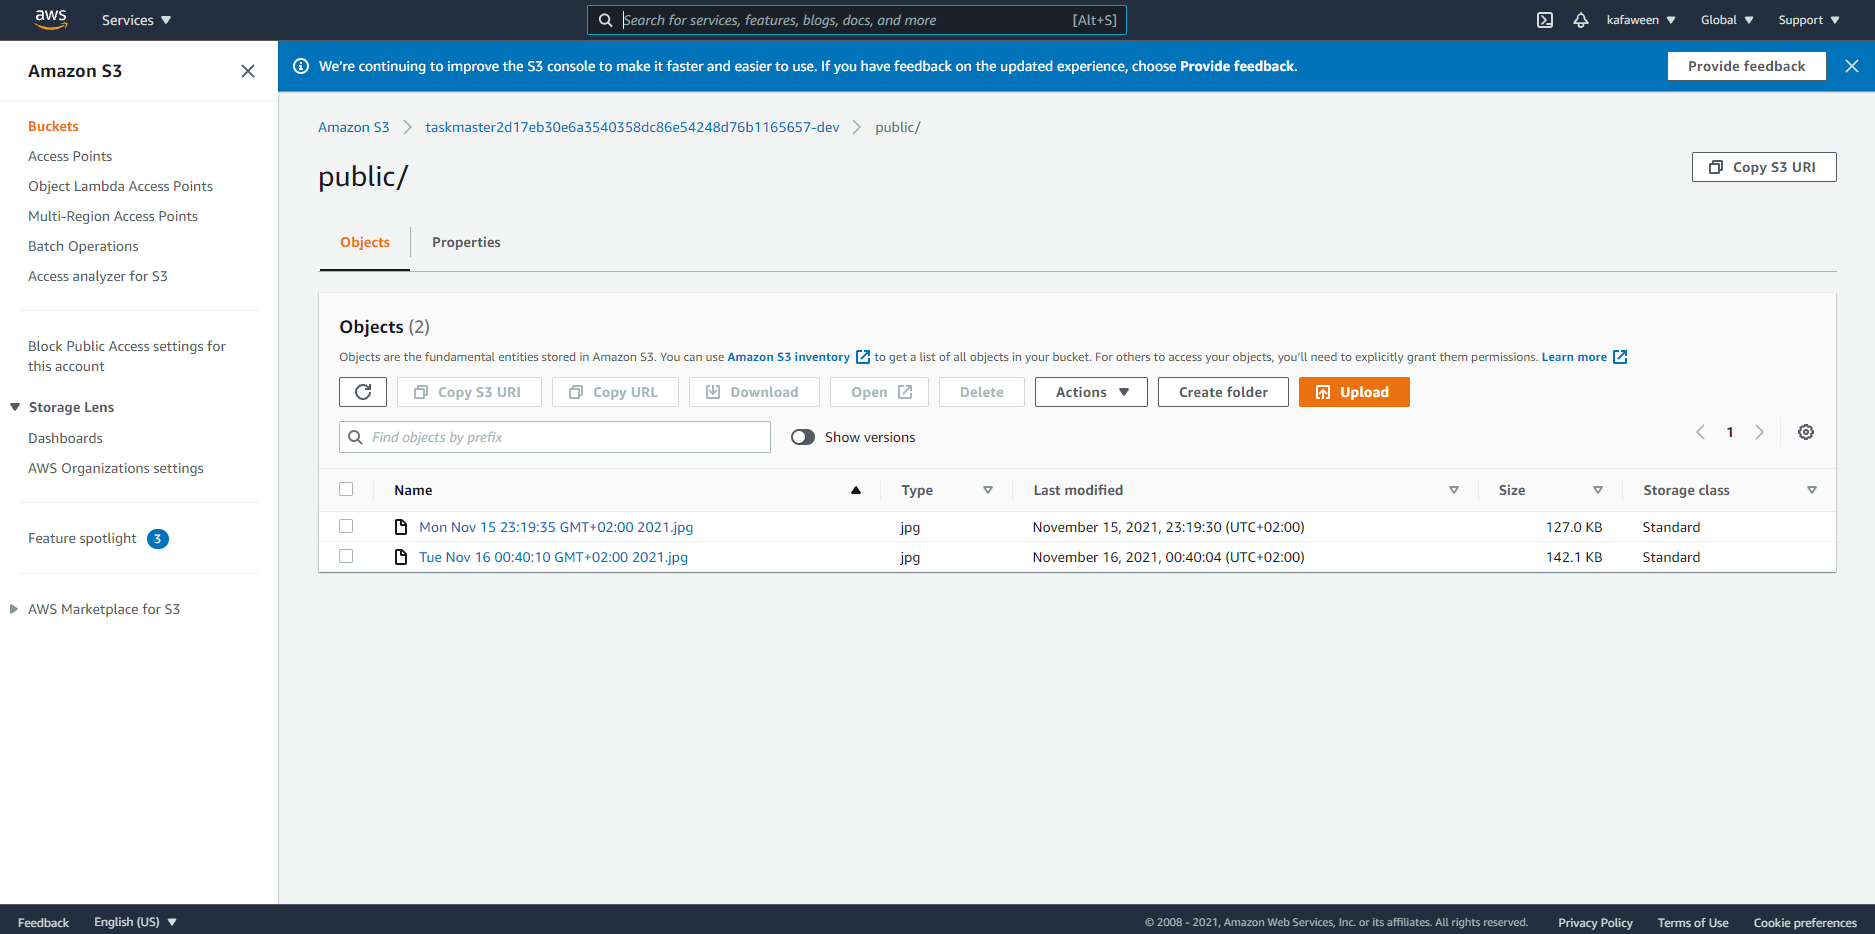 aws Services Search for services, features, blogs, docs, and more [Alt+S] kafaween Global Support
Amazon S3
We're continuing to improve the S3 console to make it faster and easier to use. If you have feedback on the updated experience, choose Provide feedback. Provide feedback
Buckets
Access Points
Object Lambda Access Points
Multi-Region Access Points
Batch Operations
Access analyzer for S3
Block Public Access settings for
this account
Storage Lens
Dashboards
AWS Organizations settings
Feature spotlight 3
AWS Marketplace for S3
Amazon S3 taskmaster2d17eb30e6a3540358dc86e54248d76b1165657-dev public/
public/ Copy S3 URI
Objects Properties
Objects (2)
Objects are the fundamental entities stored in Amazon S3. You can use Amazon S3 inventory to get a list of all objects in your bucket. For others to access your objects, you'll need to explicitly grant them permissions. Learn more
Copy S3 URI Copy URL Download Open Delete Actions Create folder Upload
Find objects by prefix Show versions 1
Name Type Last modified Size Storage class
Mon Nov 15 23:19:35 GMT+02:00 2021.jpg jpg November 15, 2021, 23:19:30 (UTC+02:00) 127.0 KB Standard
Tue Nov 16 00:40:10 GMT+02:00 2021.jpg jpg November 16, 2021, 00:40:04 (UTC+02:00) 142.1 KB Standard
Feedback English (US) © 2008 - 2021, Amazon Web Services, Inc. or its affiliates. All rights reserved. Privacy Policy Terms of Use Cookie preferences